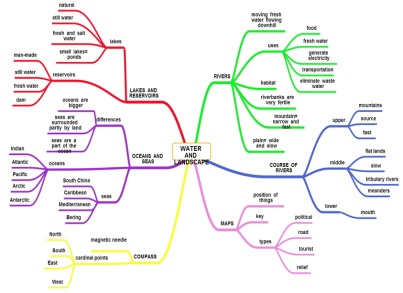 WATER
AND
LANDSCAPE
LAKES AND
RESERVOIRS
lakes
natural
still water
fresh and salt
water
small lakes=
ponds
reservoirs
man-made
still water
fresh water
dam
OCEANS AND
SEAS
differences
oceans are
bigger
seas are
surrounded
partly by land
seas are a
part of the
ocean
oceans
Indian
Atlantic
Pacific
Arctic
Antarctic
seas
South China
Caribbean
Mediterranean
Bering
COMPASS
magnetic needle
cardinal points
North
South
East
West
RIVERS
moving fresh
water flowing
downhill
uses
food
fresh water
generate
electricity
transportation
eliminate waste
water
habitat
riverbanks are
very fertile
mountain=
narrow and
fast
plain= wide
and slow
COURSE OF
RIVERS
upper
mountains
source
fast
middle
flat lands
slow
tributary rivers
meanders
lower
mouth
MAPS
position of
things
key
types
political
road
tourist
relief